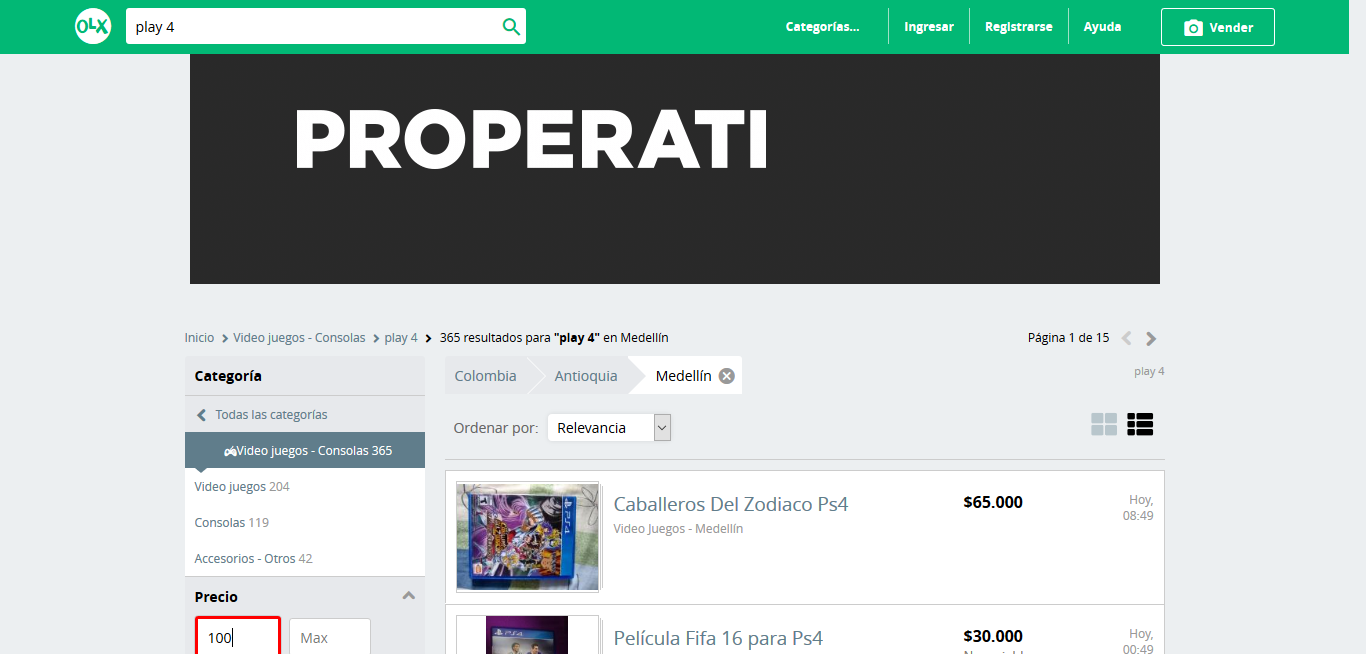 OLX
play 4
Categorías...
Ingresar
Registrarse
Ayuda
Vender
PROPERATI
Inicio > Video juegos - Consolas > play 4 > 365 resultados para "play 4" en Medellín
Página 1 de 15
Categoría
Todas las categorías
Video juegos - Consolas 365
Video juegos 204
Consolas 119
Accesorios - Otros 42
Precio
100
Max
Colombia
Antioquia
Medellín
play 4
Ordenar por:
Relevancia
Caballeros Del Zodiaco Ps4
Video Juegos - Medellín
$65.000
Hoy,
08:49
PS4
PS4
Película Fifa 16 para Ps4
$30.000
Hoy,
00:49